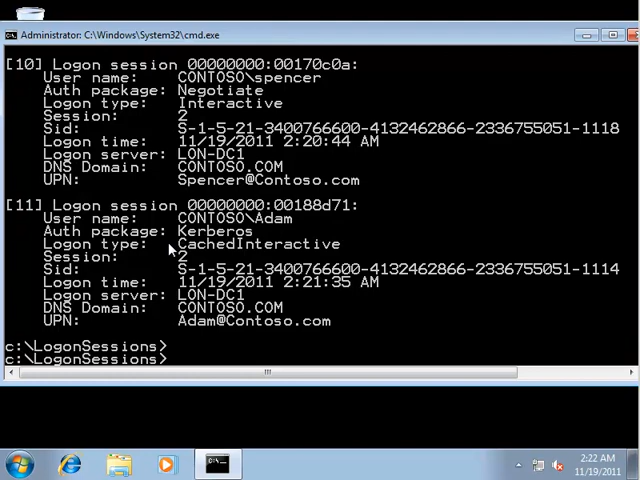 Administrator: C:\Windows\System32\cmd.exe
[10] Logon session 00000000:00170c0a:
User name: CONTOSO\spencer
Auth package: Negotiate
Logon type: Interactive
Session: 2
Sid: S-1-5-21-3400766600-4132462866-2336755051-1118
Logon time: 11/19/2011 2:20:44 AM
Logon server: LON-DC1
DNS Domain: CONTOSO.COM
UPN: Spencer@Contoso.com
[11] Logon session 00000000:00188d71:
User name: CONTOSO\Adam
Auth package: Kerberos
Logon type: CachedInteractive
Session: 2
Sid: S-1-5-21-3400766600-4132462866-2336755051-1114
Logon time: 11/19/2011 2:21:35 AM
Logon server: LON-DC1
DNS Domain: CONTOSO.COM
UPN: Adam@Contoso.com
c:\LogonSessions>
c:\LogonSessions>
2:22 AM
11/19/2011